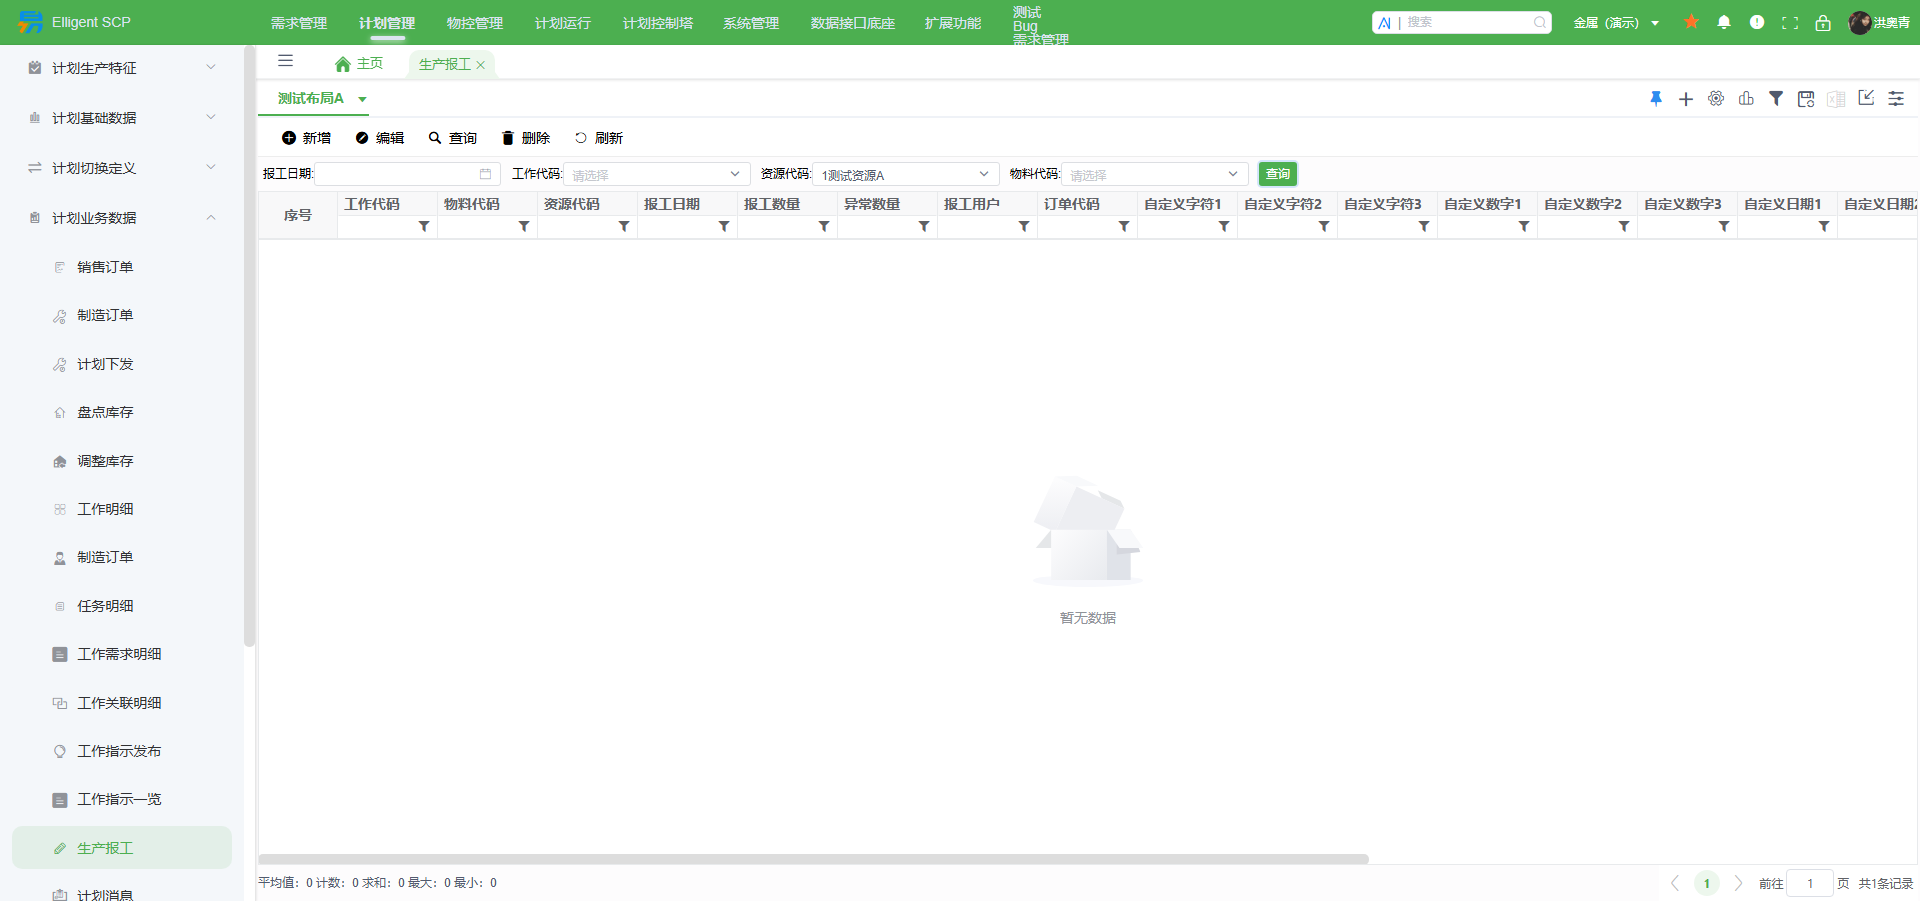 Elligent SCP
需求管理
计划管理
物控管理
计划运行
计划控制塔
系统管理
数据接口底座
扩展功能
测试
Bug
需求管理
搜索
金属（演示）
洪奥青
计划生产特征
计划基础数据
计划切换定义
计划业务数据
销售订单
制造订单
计划下发
盘点库存
调整库存
工作明细
制造订单
任务明细
工作需求明细
工作关联明细
工作指示发布
工作指示一览
生产报工
计划消息
主页
生产报工
测试布局A
新增
编辑
查询
删除
刷新
报工日期:
工作代码: 请选择
资源代码: 1测试资源A
物料代码: 请选择
查询
序号
工作代码
物料代码
资源代码
报工日期
报工数量
异常数量
报工用户
订单代码
自定义字符1
自定义字符2
自定义字符3
自定义数字1
自定义数字2
自定义数字3
自定义日期1
自定义日期2
暂无数据
平均值：0 计数：0 求和：0 最大：0 最小：0
1
前往 1 页 共1条记录